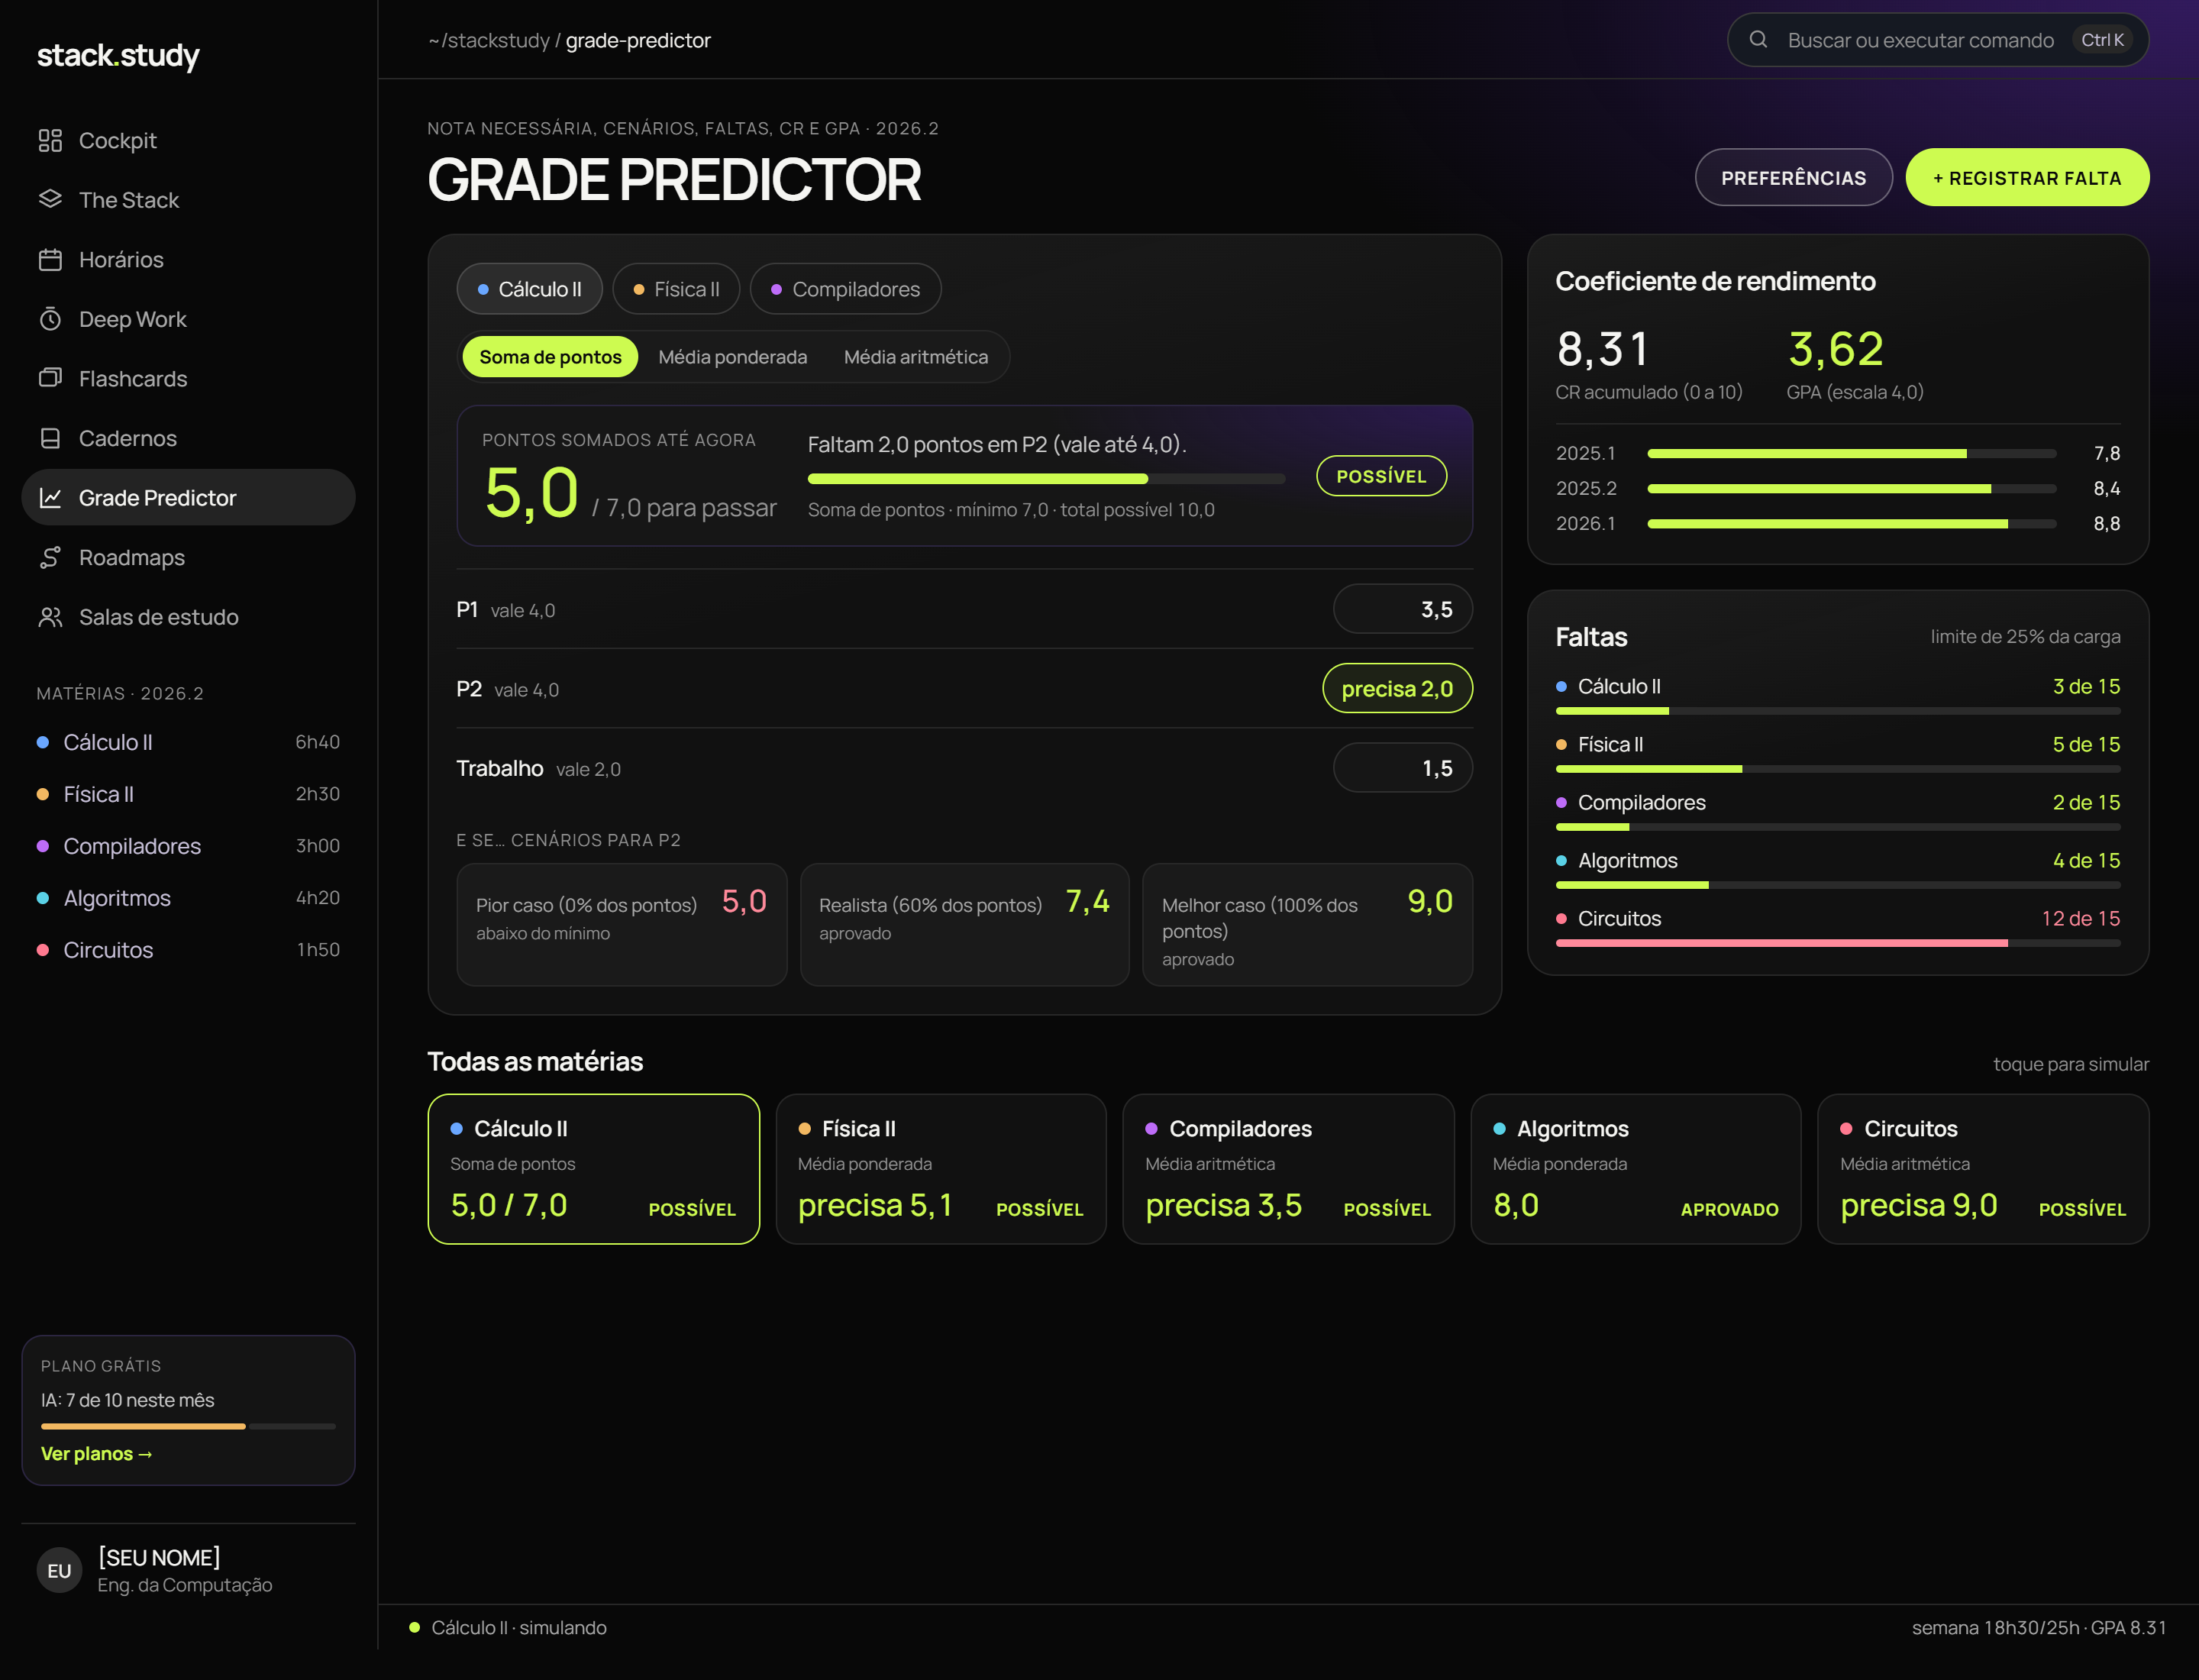 stack.study
Cockpit
The Stack
Horários
Deep Work
Flashcards
Cadernos
Grade Predictor
Roadmaps
Salas de estudo
MATÉRIAS · 2026.2
Cálculo II 6h40
Física II 2h30
Compiladores 3h00
Algoritmos 4h20
Circuitos 1h50
PLANO GRÁTIS
IA: 7 de 10 neste mês
Ver planos →
EU
[SEU NOME]
Eng. da Computação
~/stackstudy / grade-predictor
Buscar ou executar comando Ctrl K
NOTA NECESSÁRIA, CENÁRIOS, FALTAS, CR E GPA · 2026.2
GRADE PREDICTOR
PREFERÊNCIAS
+ REGISTRAR FALTA
Cálculo II Física II Compiladores
Soma de pontos Média ponderada Média aritmética
PONTOS SOMADOS ATÉ AGORA
5,0 / 7,0 para passar
Faltam 2,0 pontos em P2 (vale até 4,0).
Soma de pontos · mínimo 7,0 · total possível 10,0
POSSÍVEL
P1 vale 4,0 3,5
P2 vale 4,0 precisa 2,0
Trabalho vale 2,0 1,5
E SE… CENÁRIOS PARA P2
Pior caso (0% dos pontos) 5,0
abaixo do mínimo
Realista (60% dos pontos) 7,4
aprovado
Melhor caso (100% dos 9,0
pontos)
aprovado
Coeficiente de rendimento
8,31
CR acumulado (0 a 10)
3,62
GPA (escala 4,0)
2025.1 7,8
2025.2 8,4
2026.1 8,8
Faltas limite de 25% da carga
Cálculo II 3 de 15
Física II 5 de 15
Compiladores 2 de 15
Algoritmos 4 de 15
Circuitos 12 de 15
Todas as matérias toque para simular
Cálculo II
Soma de pontos
5,0 / 7,0 POSSÍVEL
Física II
Média ponderada
precisa 5,1 POSSÍVEL
Compiladores
Média aritmética
precisa 3,5 POSSÍVEL
Algoritmos
Média ponderada
8,0 APROVADO
Circuitos
Média aritmética
precisa 9,0 POSSÍVEL
Cálculo II · simulando
semana 18h30/25h · GPA 8.31